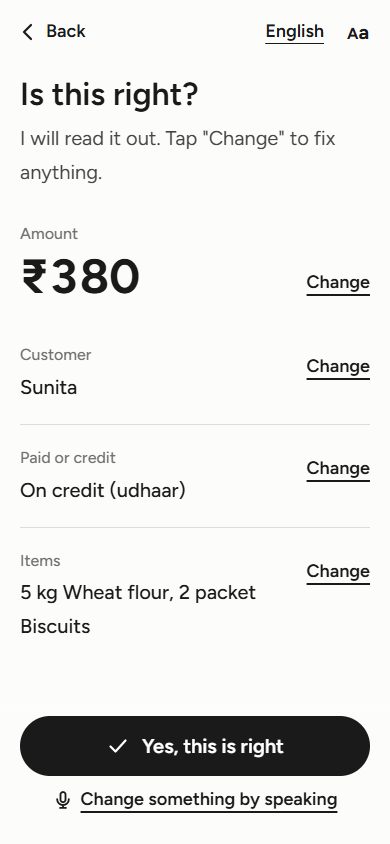 Back
English
Aa
Is this right?
I will read it out. Tap "Change" to fix
anything.
Amount
₹380
Change
Customer
Sunita
Change
Paid or credit
On credit (udhaar)
Change
Items
5 kg Wheat flour, 2 packet
Biscuits
Change
Yes, this is right
Change something by speaking